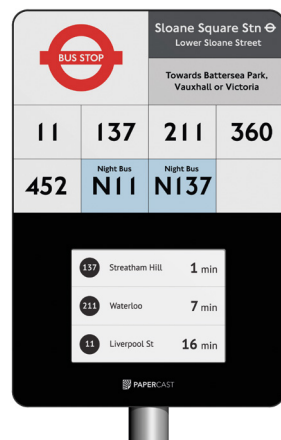 Sloane Square Stn
Lower Sloane Street
BUS STOP
Towards Battersea Park,
Vauxhall or Victoria
11 137 211 360
Night Bus Night Bus
452 N11 N137
137 Streatham Hill 1 min
211 Waterloo 7 min
11 Liverpool St 16 min
PAPERCAST